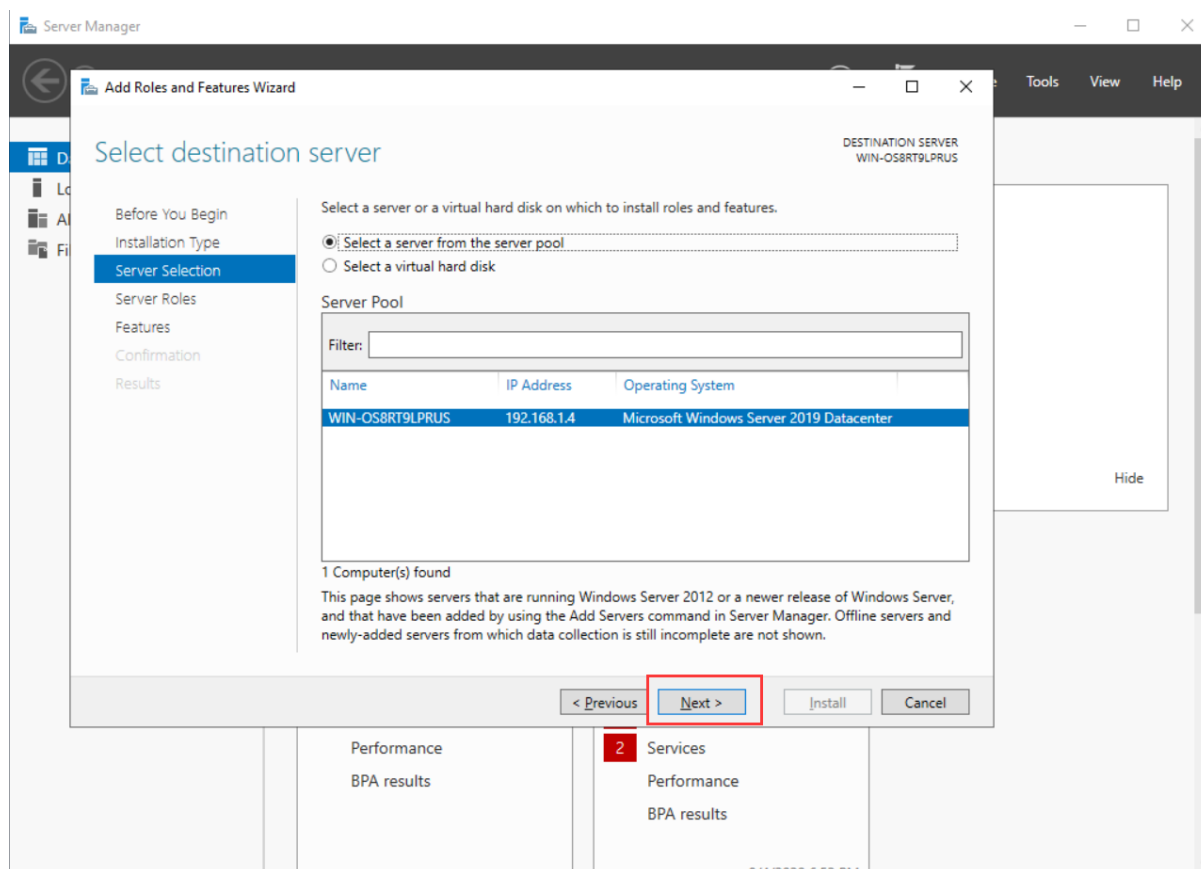 Server Manager
Tools View Help
Add Roles and Features Wizard
Select destination server
DESTINATION SERVER
WIN-OS8RT9LPRUS
Before You Begin
Installation Type
Server Selection
Server Roles
Features
Confirmation
Results
Select a server or a virtual hard disk on which to install roles and features.
Select a server from the server pool
Select a virtual hard disk
Server Pool
Filter:
Name IP Address Operating System
WIN-OS8RT9LPRUS 192.168.1.4 Microsoft Windows Server 2019 Datacenter
1 Computer(s) found
This page shows servers that are running Windows Server 2012 or a newer release of Windows Server,
and that have been added by using the Add Servers command in Server Manager. Offline servers and
newly-added servers from which data collection is still incomplete are not shown.
< Previous Next > Install Cancel
Hide
Performance
BPA results
2 Services
Performance
BPA results